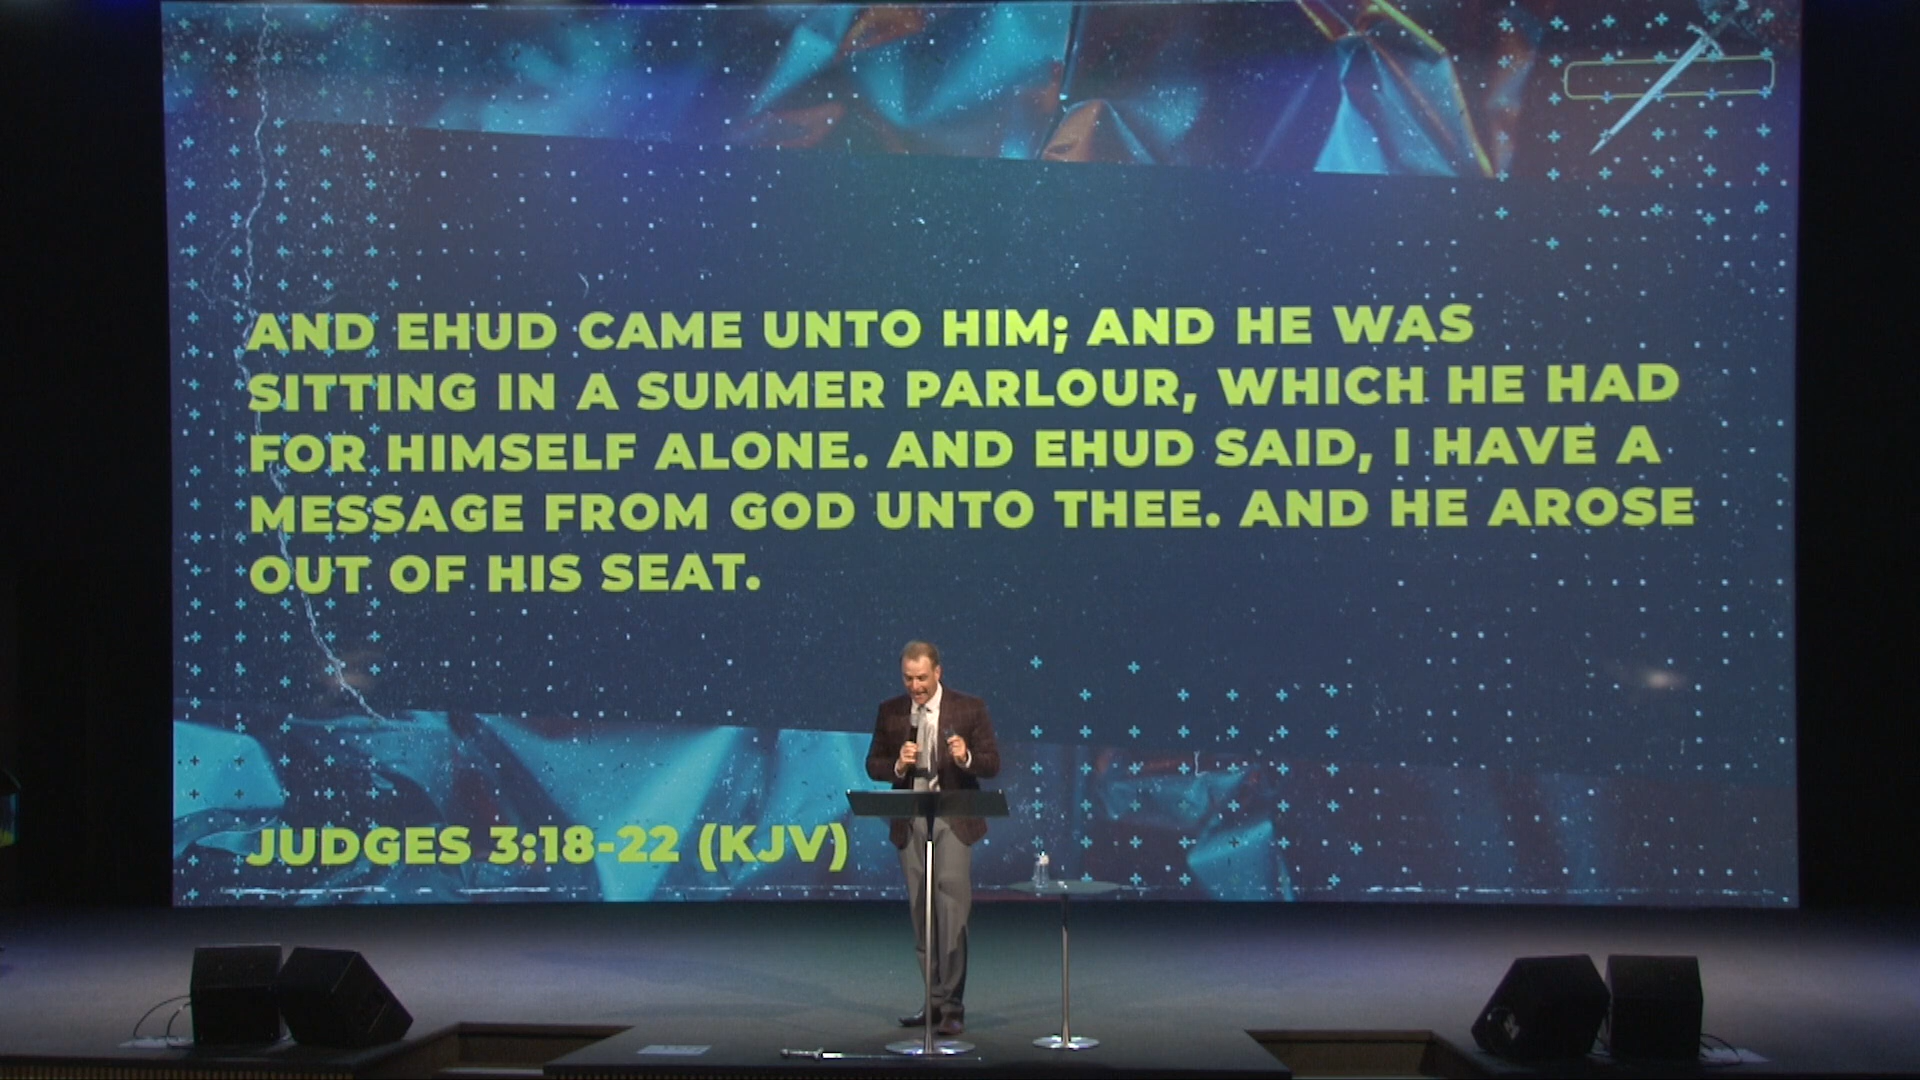 AND EHUD CAME UNTO HIM; AND HE WAS
SITTING IN A SUMMER PARLOUR, WHICH HE HAD
FOR HIMSELF ALONE. AND EHUD SAID, I HAVE A
MESSAGE FROM GOD UNTO THEE. AND HE AROSE
OUT OF HIS SEAT.
JUDGES 3:18-22 (KJV)